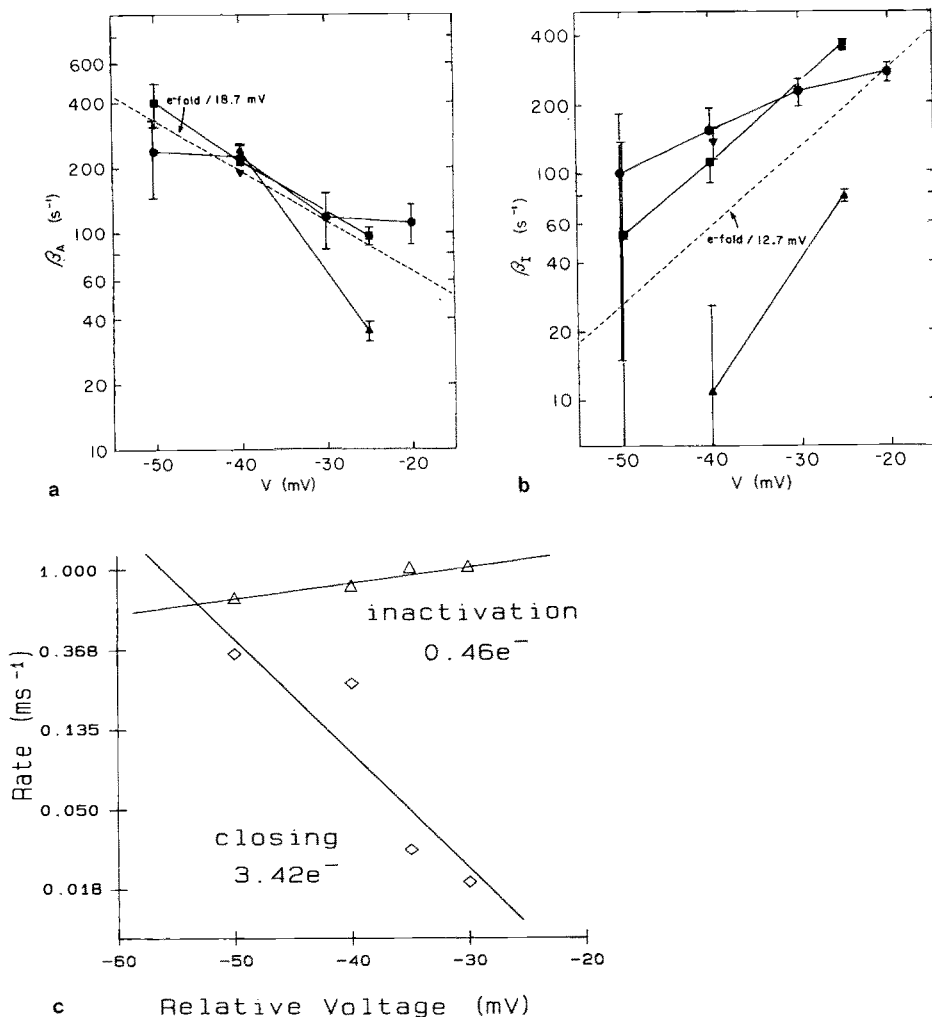 600
400
200
100
60
40
20
10
βA (s⁻¹)
e-fold / 18.7 mV
-50
-40
-30
-20
V (mV)
a
400
200
100
60
40
20
10
βI (s⁻¹)
e-fold / 12.7 mV
-50
-40
-30
-20
V (mV)
b
1.000
0.368
0.135
0.050
0.018
Rate (ms⁻¹)
inactivation
0.46e⁻
closing
3.42e⁻
-60
-50
-40
-30
-20
c
Relative Voltage (mV)